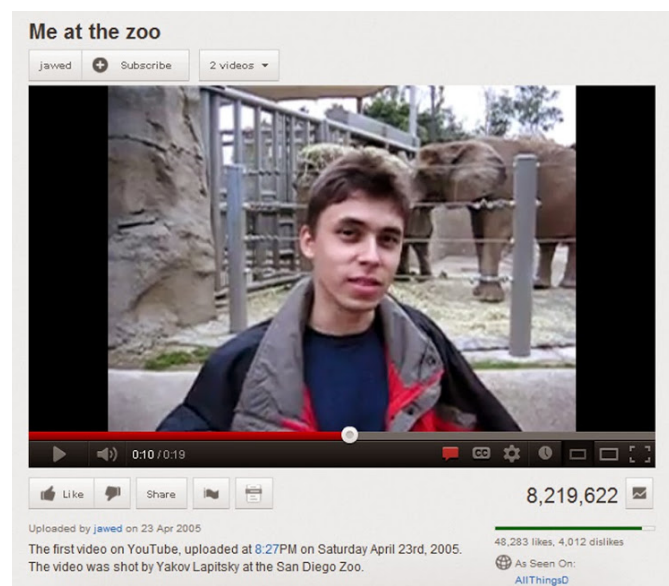 Me at the zoo
jawed Subscribe 2 videos
0:10 / 0:19 CC
Like Share 8,219,622
Uploaded by jawed on 23 Apr 2005
48,283 likes, 4,012 dislikes
The first video on YouTube, uploaded at 8:27PM on Saturday April 23rd, 2005.
The video was shot by Yakov Lapitsky at the San Diego Zoo.
As Seen On:
AllThingsD